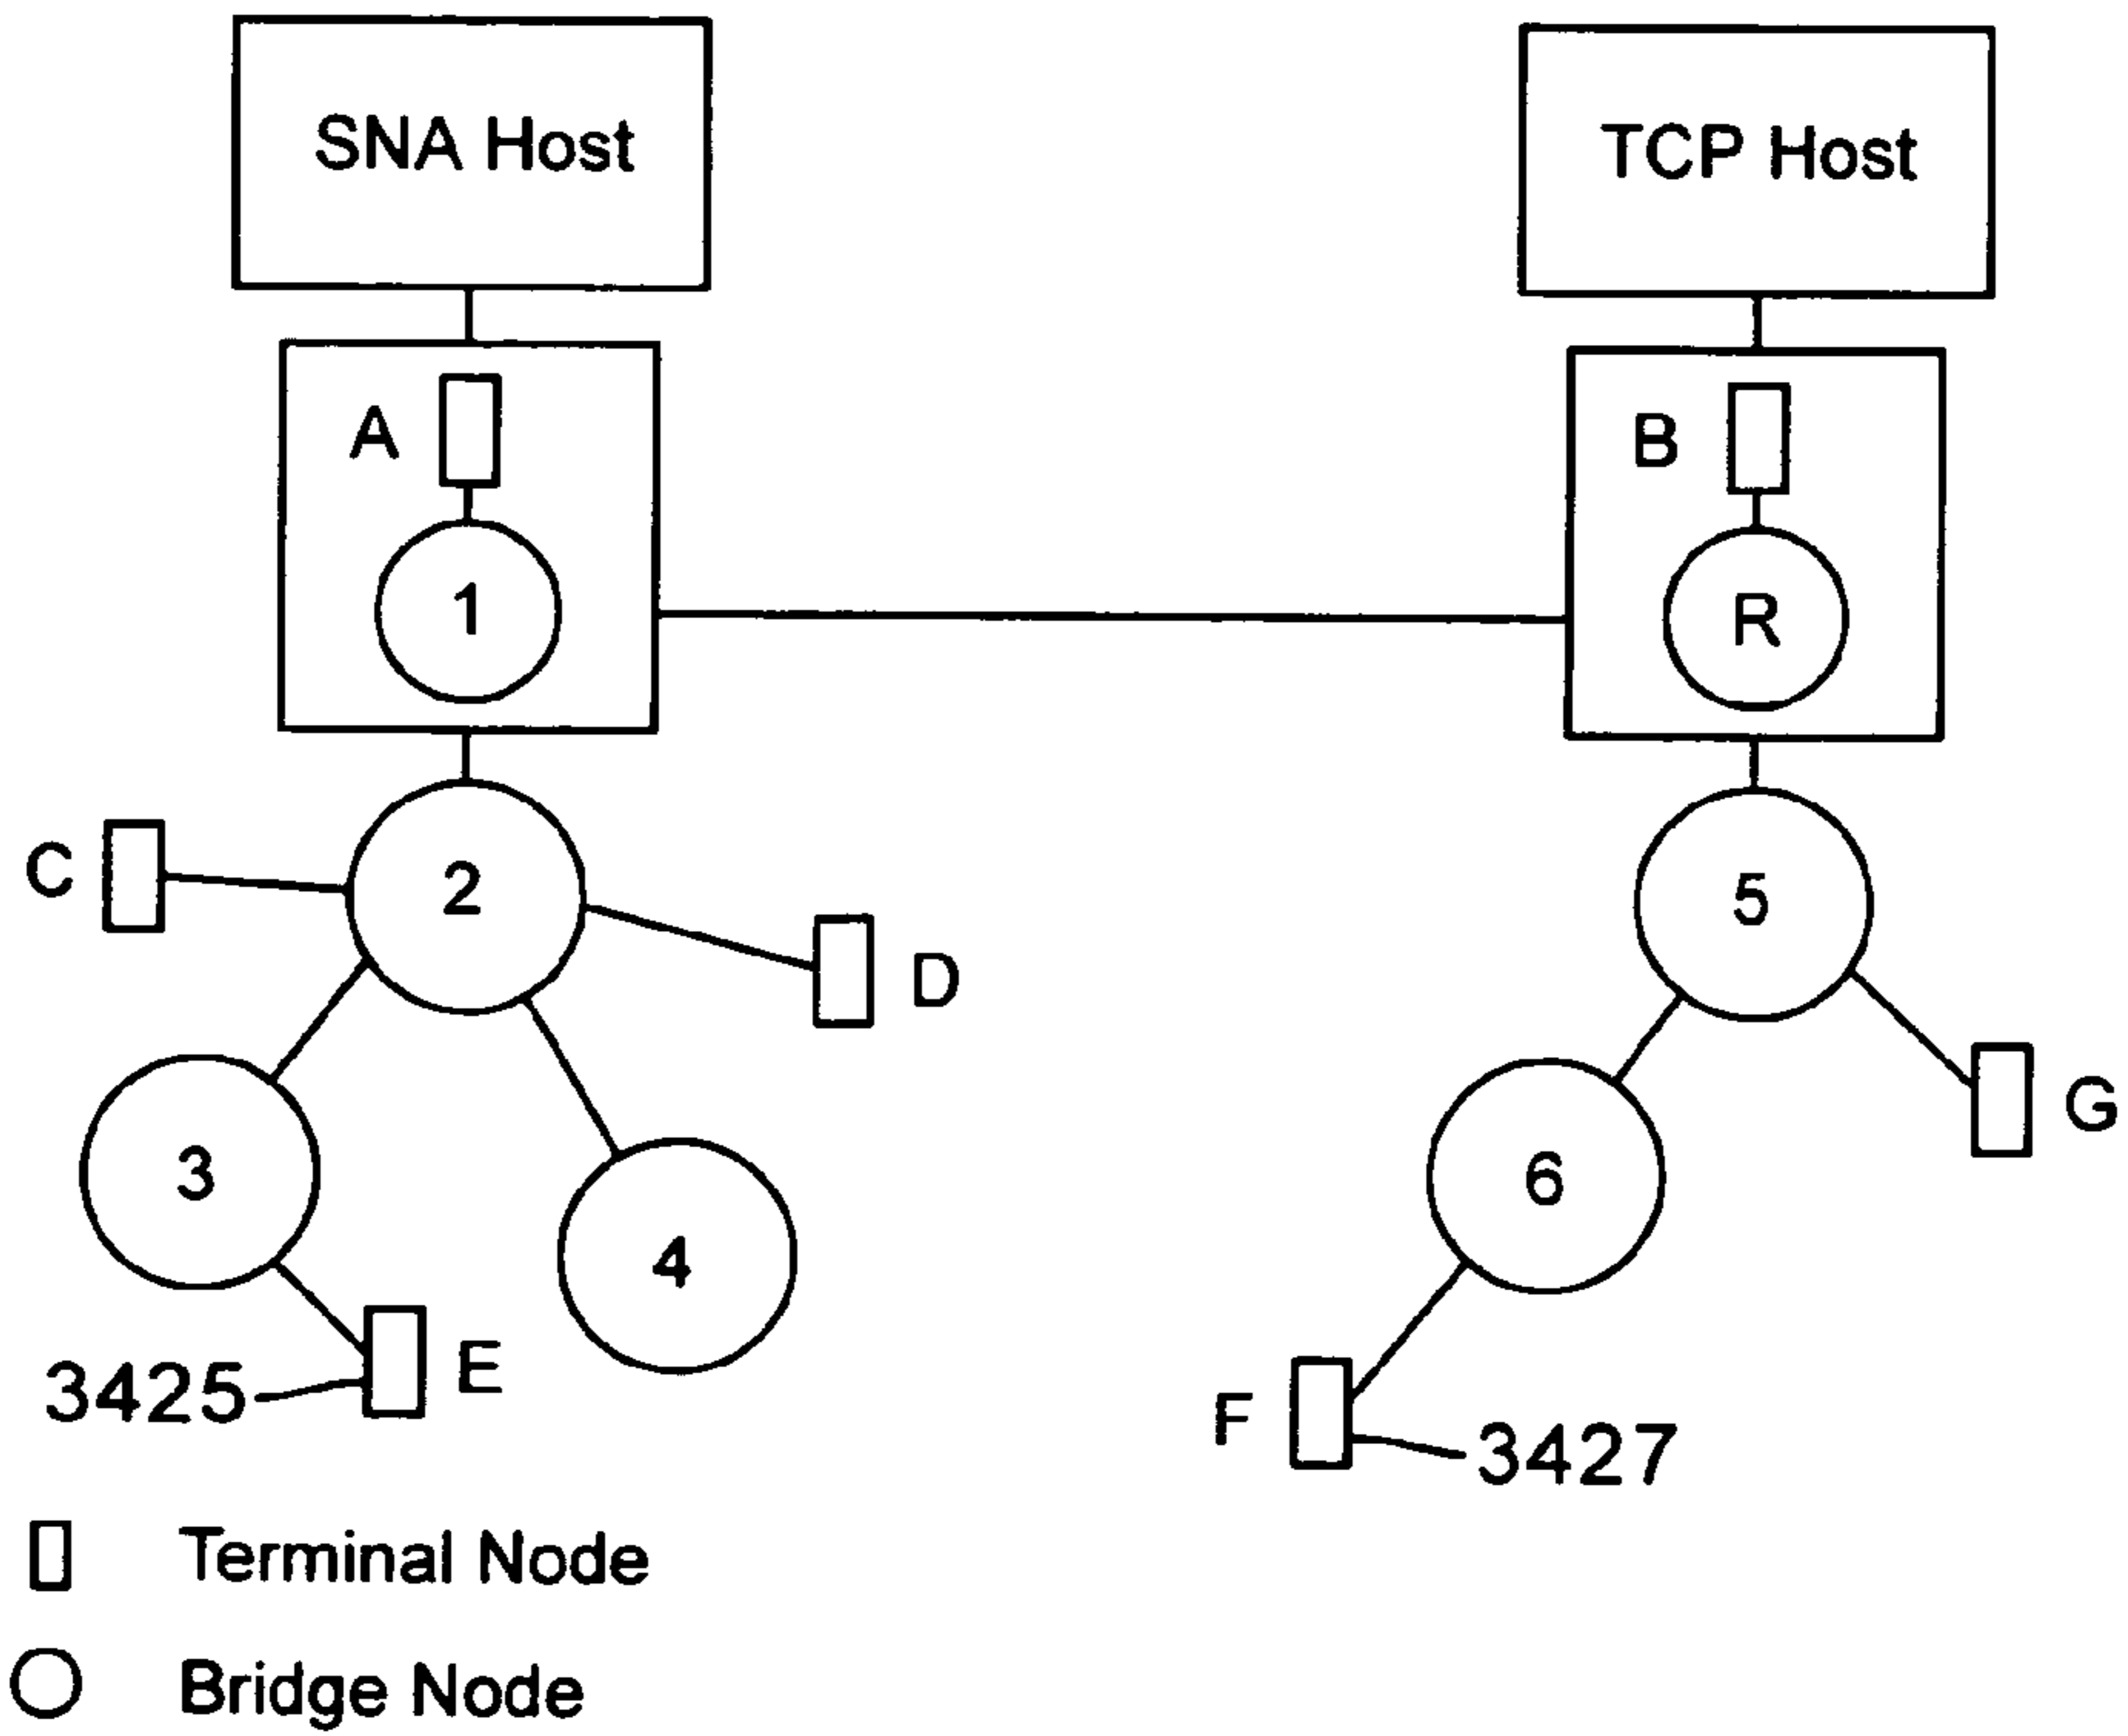 SNA Host
TCP Host
A
B
1
R
C
2
5
D
G
3
6
4
E
3425
F
3427
Terminal Node
Bridge Node